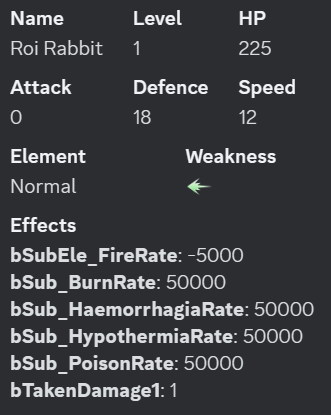 Name Level HP
Roi Rabbit 1 225
Attack Defence Speed
0 18 12
Element Weakness
Normal
Effects
bSubEle_FireRate: -5000
bSub_BurnRate: 50000
bSub_HaemorrhagiaRate: 50000
bSub_HypothermiaRate: 50000
bSub_PoisonRate: 50000
bTakenDamage1: 1